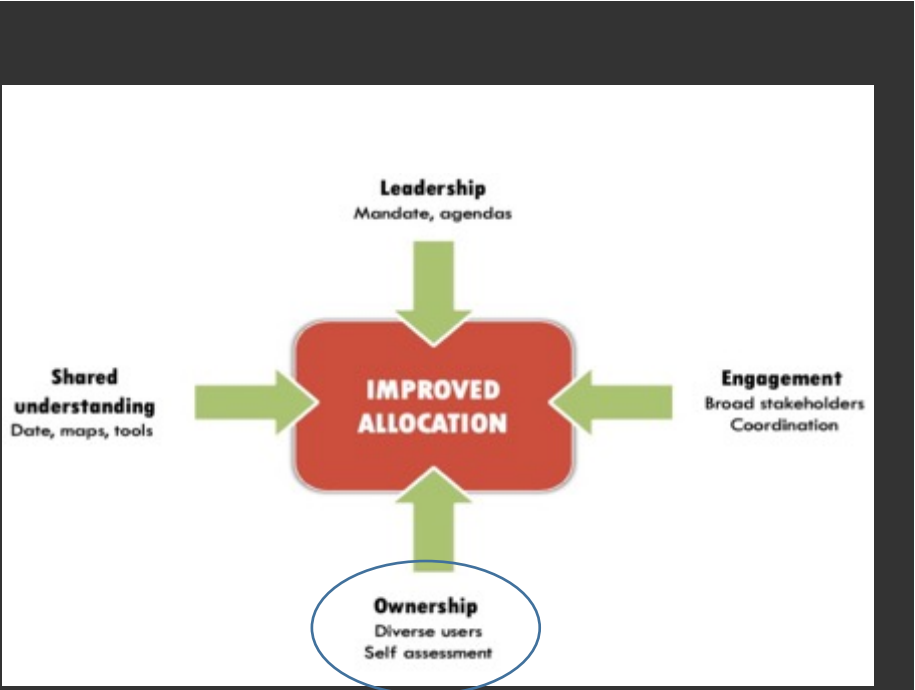 Leadership
Mandate, agendas
Shared
understanding
Date, maps, tools
IMPROVED
ALLOCATION
Engagement
Broad stakeholders
Coordination
Ownership
Diverse users
Self assessment